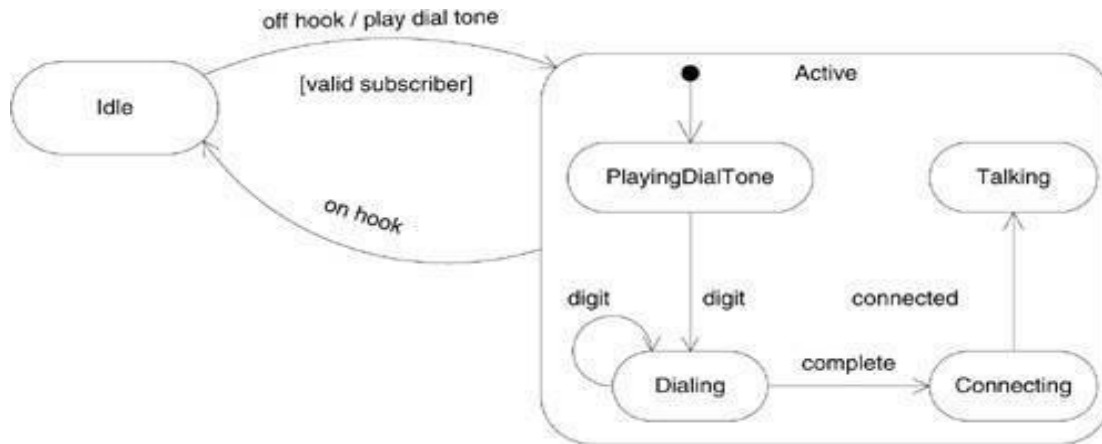 off hook / play dial tone
[valid subscriber]
Active
Idle
PlayingDialTone
Talking
on hook
digit
digit
connected
complete
Dialing
Connecting